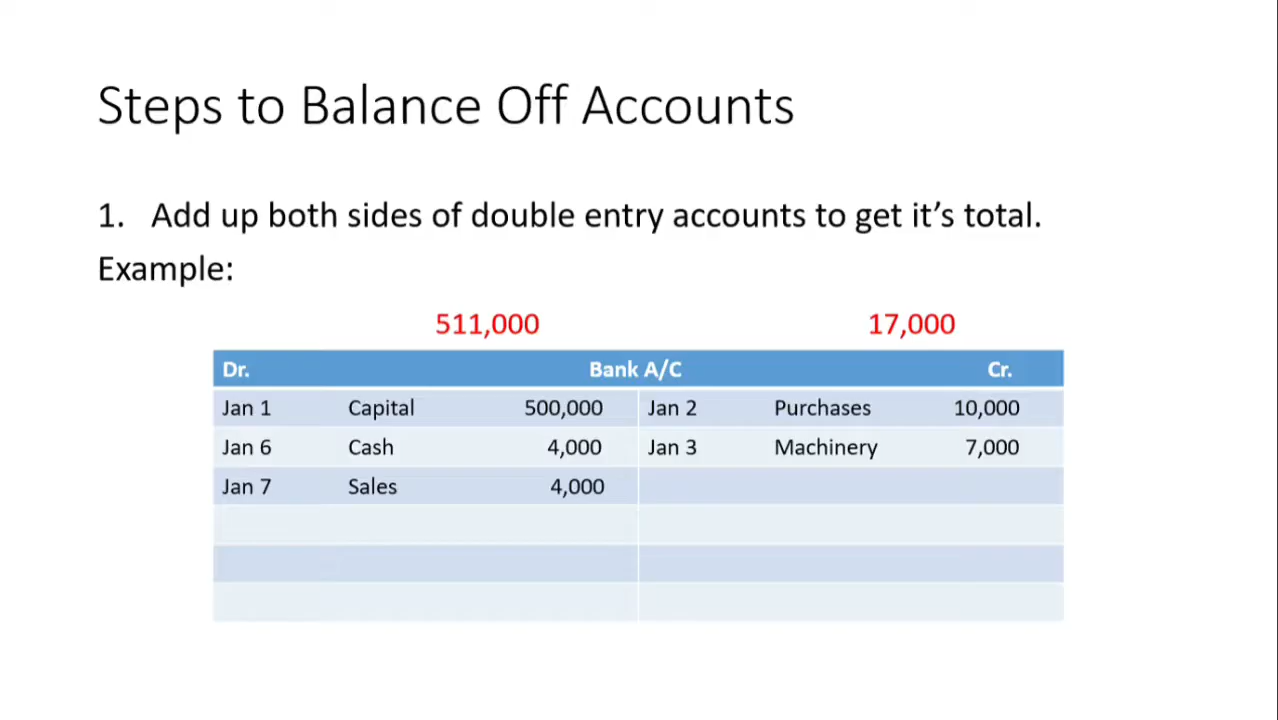 Steps to Balance Off Accounts
1. Add up both sides of double entry accounts to get it’s total.
Example:
511,000 17,000
Dr. Bank A/C Cr.
Jan 1 Capital 500,000 Jan 2 Purchases 10,000
Jan 6 Cash 4,000 Jan 3 Machinery 7,000
Jan 7 Sales 4,000